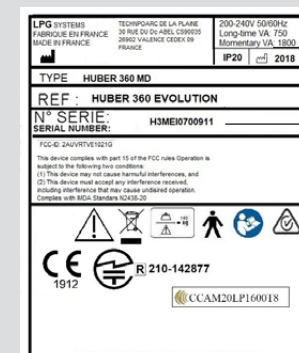 LPG SYSTEMS
FABRIQUE EN FRANCE
MADE IN FRANCE
TECHNOPARC DE LA PLAINE
30 RUE DU Dr ABEL CS90035
26902 VALENCE CEDEX 09
FRANCE
200-240V 50/60Hz
Long-time VA: 750
Momentary VA: 1800
IP20 2018
TYPE HUBER 360 MD
REF : HUBER 360 EVOLUTION
N° SERIE:
SERIAL NUMBER:
H3MEI0700911
FCC-ID: 2AUVRTVE1021G
This device complies with part 15 of the FCC rules Operation is
subject to the following two conditions:
(1) This device may not cause harmful interferences, and
(2) This device must accept any interference received,
including interference that may cause undesired operation.
Complies with MDA Standars N2438-20
CE
1912
R 210-142877
CCAM20LP160018